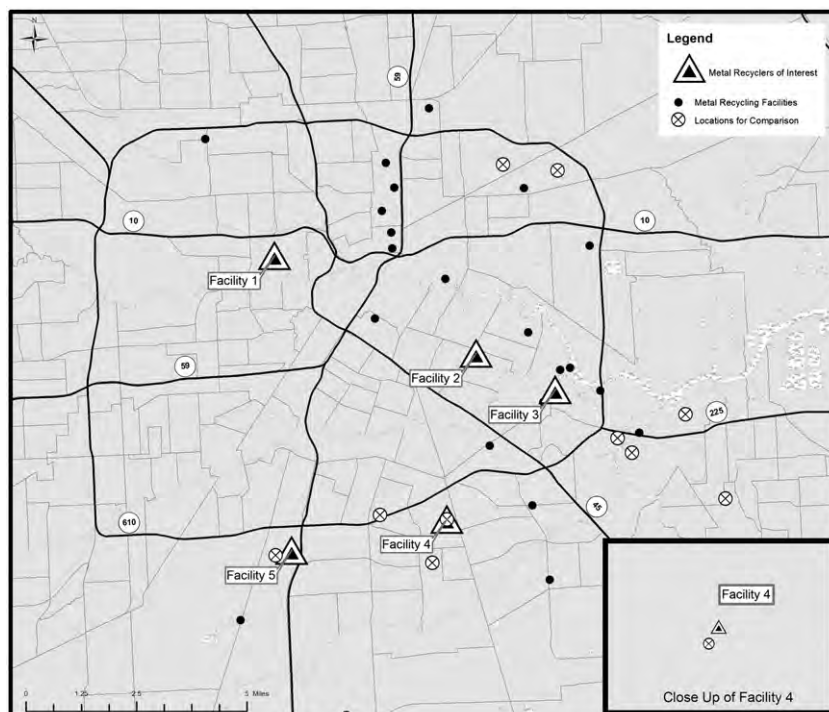 N
59
Legend
Metal Recyclers of Interest
Metal Recycling Facilities
Locations for Comparison
10
10
Facility 1
59
Facility 2
Facility 3
225
610
45
Facility 4
Facility 5
Facility 4
0 1.25 2.5 5 Miles
Close Up of Facility 4